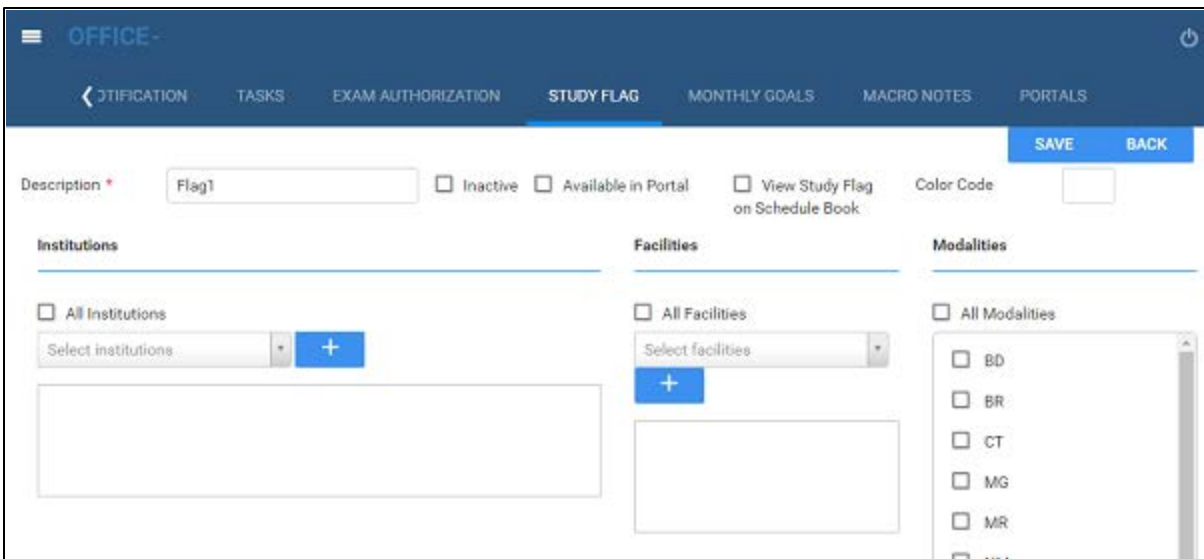 OFFICE-
OTIFICATION TASKS EXAM AUTHORIZATION STUDY FLAG MONTHLY GOALS MACRO NOTES PORTALS
SAVE BACK
Description * Flag1 Inactive Available in Portal View Study Flag on Schedule Book Color Code
Institutions Facilities Modalities
All Institutions All Facilities All Modalities
Select institutions + Select facilities
+
BD
BR
CT
MG
MR